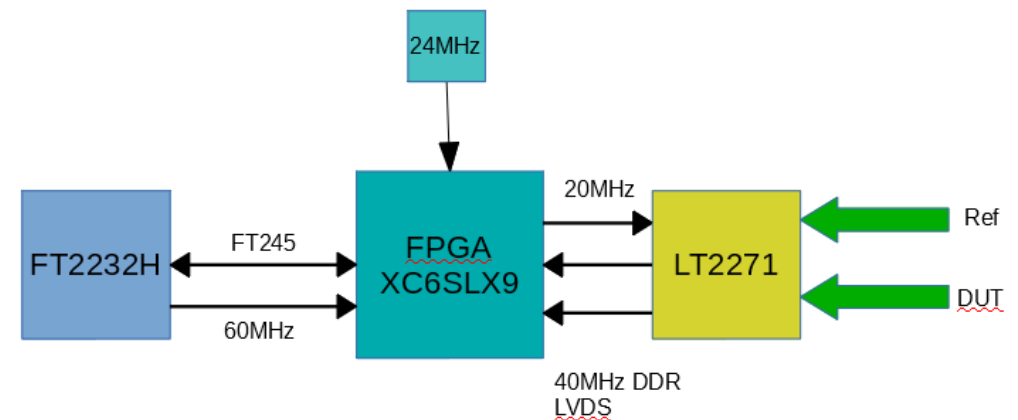 24MHz
20MHz
Ref
FT245
FPGA
FT2232H
XC6SLX9
LT2271
DUT
60MHz
40MHz DDR
LVDS